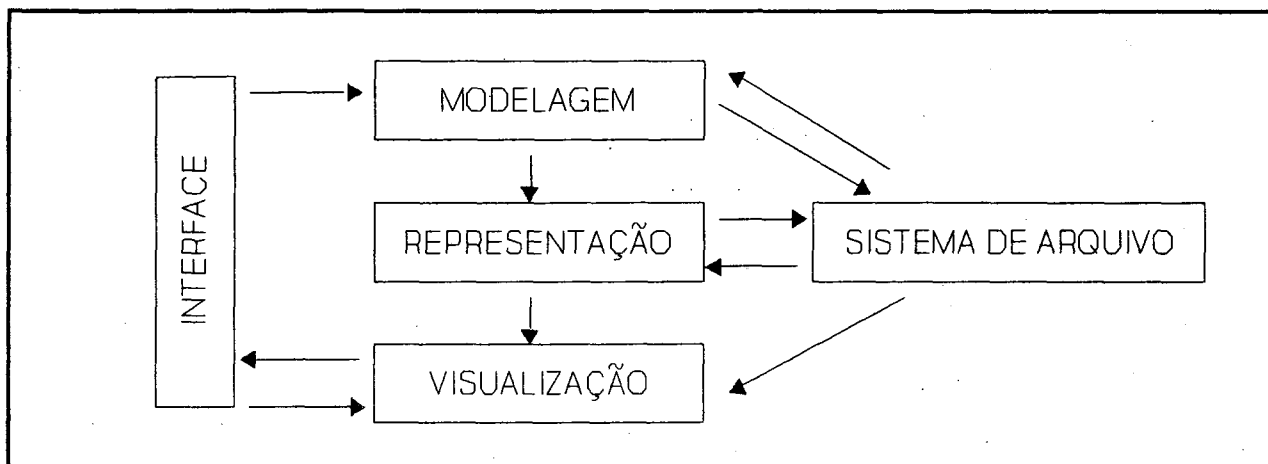 MODELAGEM
INTERFACE
REPRESENTAÇÃO
SISTEMA DE ARQUIVO
VISUALIZAÇÃO